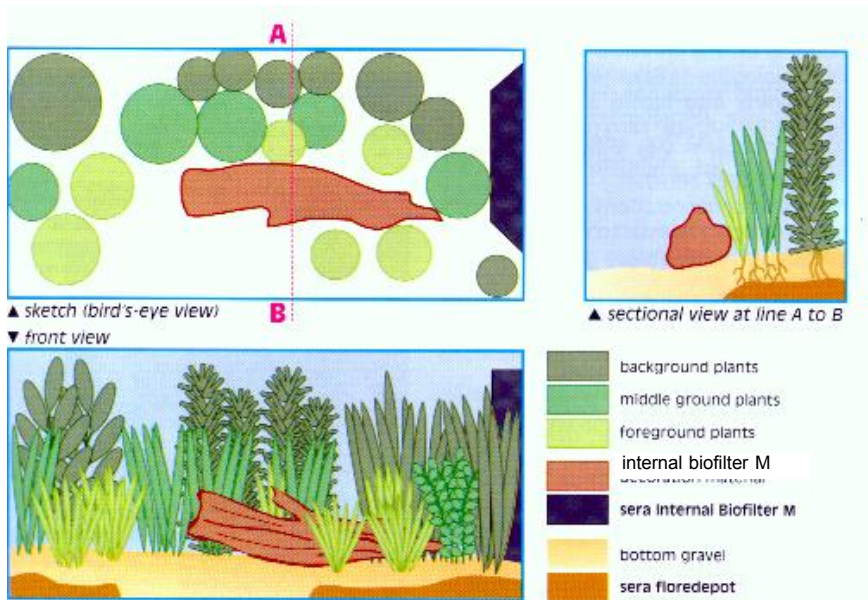 A
▲ sketch (bird's-eye view)
B
▲ sectional view at line A to B
▼ front view
background plants
middle ground plants
foreground plants
internal biofilter M
sera Internal Biofilter M
bottom gravel
sera floredepot